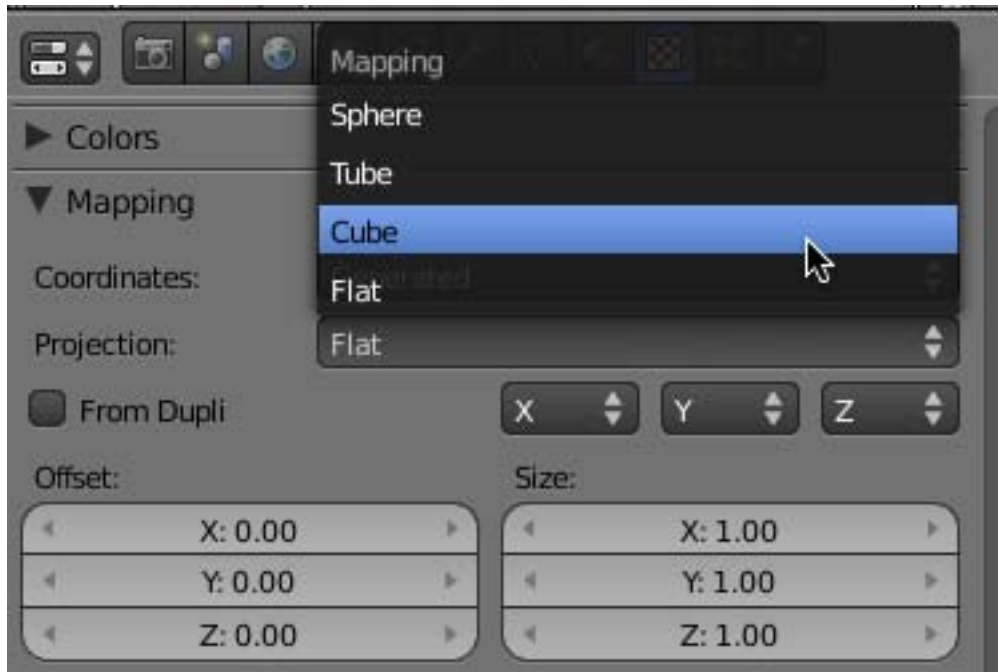 Mapping
Sphere
Colors
Tube
Mapping
Cube
Coordinates:
Flat
Projection: Flat
From Dupli X Y Z
Offset: Size:
X: 0.00 X: 1.00
Y: 0.00 Y: 1.00
Z: 0.00 Z: 1.00